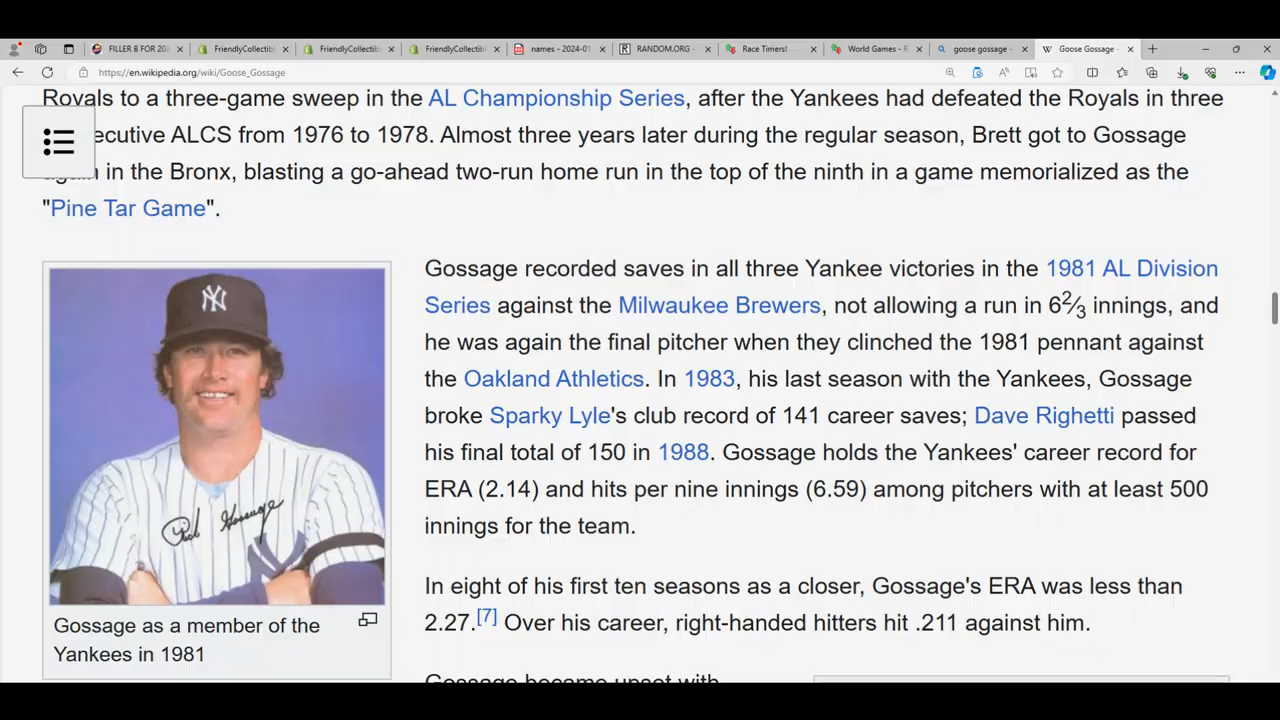 FILLER B FOR 202
FriendlyCollectib
FriendlyCollectib
FriendlyCollectib
names - 2024-01
RANDOM.ORG -
Race Timers!
World Games - R
goose gossage -
Goose Gossage -
https://en.wikipedia.org/wiki/Goose_Gossage
Royals to a three-game sweep in the AL Championship Series, after the Yankees had defeated the Royals in three
ecutive ALCS from 1976 to 1978. Almost three years later during the regular season, Brett got to Gossage
again in the Bronx, blasting a go-ahead two-run home run in the top of the ninth in a game memorialized as the
"Pine Tar Game".
NY
Rich Gossage
Gossage as a member of the
Yankees in 1981
Gossage recorded saves in all three Yankee victories in the 1981 AL Division
Series against the Milwaukee Brewers, not allowing a run in 6 2⁄3 innings, and
he was again the final pitcher when they clinched the 1981 pennant against
the Oakland Athletics. In 1983, his last season with the Yankees, Gossage
broke Sparky Lyle's club record of 141 career saves; Dave Righetti passed
his final total of 150 in 1988. Gossage holds the Yankees' career record for
ERA (2.14) and hits per nine innings (6.59) among pitchers with at least 500
innings for the team.
In eight of his first ten seasons as a closer, Gossage's ERA was less than
2.27.[7] Over his career, right-handed hitters hit .211 against him.
Gossage became upset with